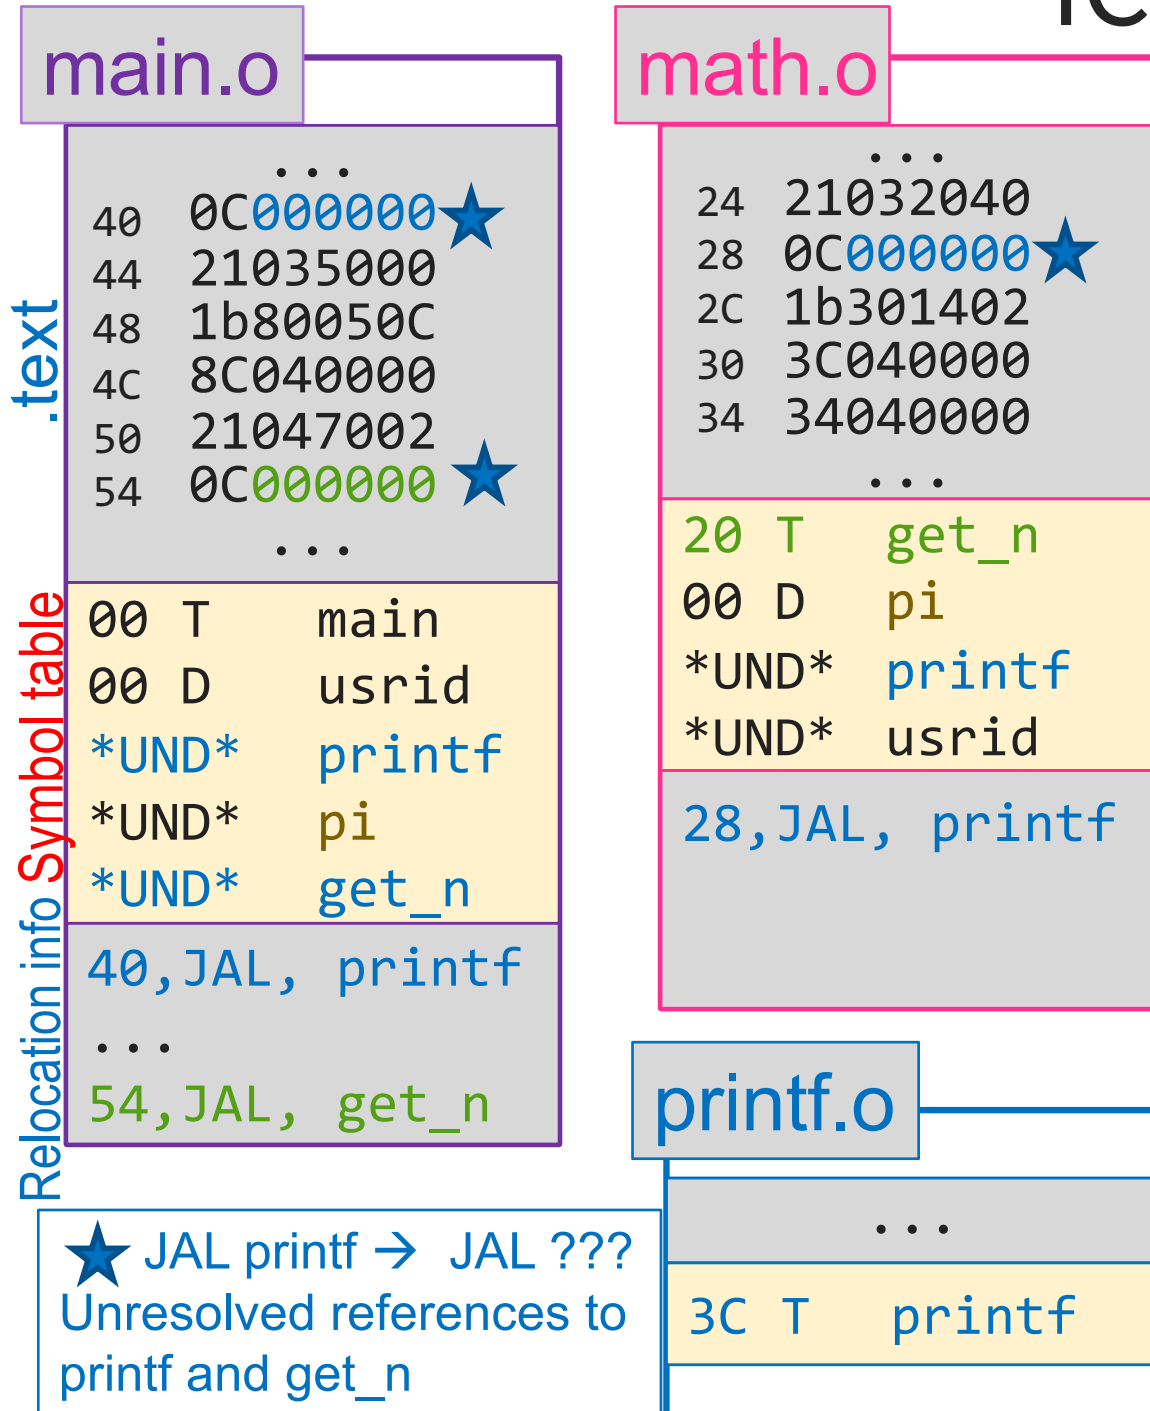 main.o
...
40 0C000000
44 21035000
48 1b80050C
4C 8C040000
50 21047002
54 0C000000
...
.text
00 T main
00 D usrid
*UND* printf
*UND* pi
*UND* get_n
Symbol table
40,JAL, printf
...
54,JAL, get_n
Relocation info
math.o
...
24 21032040
28 0C000000
2C 1b301402
30 3C040000
34 34040000
...
20 T get_n
00 D pi
*UND* printf
*UND* usrid
28,JAL, printf
printf.o
...
3C T printf
JAL printf → JAL ???
Unresolved references to
printf and get_n